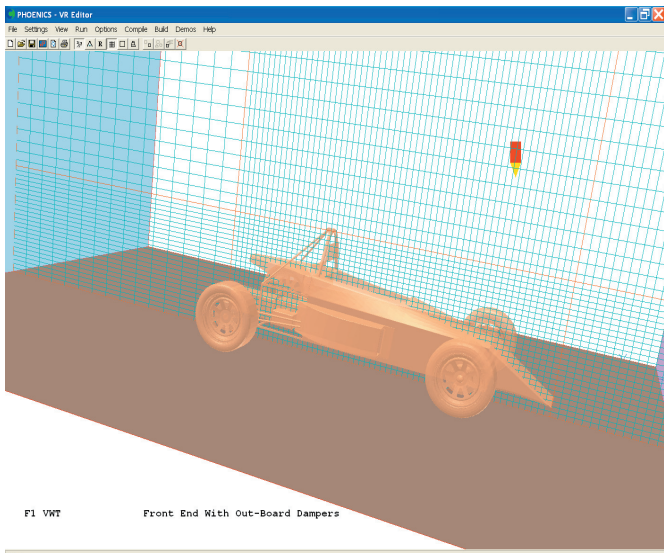 PHOENICS - VR Editor
File Settings View Run Options Compile Build Demos Help
F1 VWT Front End With Out-Board Dampers